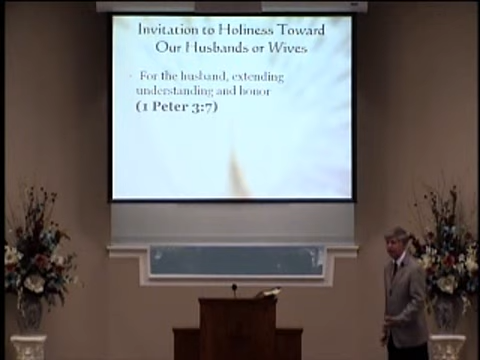 Invitation to Holiness Toward
Our Husbands or Wives
- For the husband, extending
understanding and honor
(1 Peter 3:7)